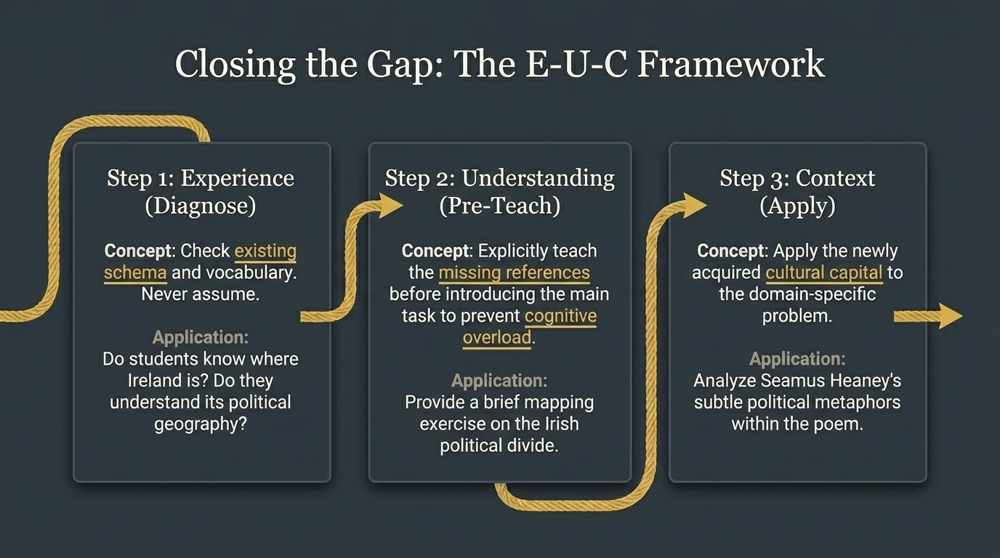 Closing the Gap: The E-U-C Framework
Step 1: Experience
(Diagnose)
Concept: Check existing
schema and vocabulary.
Never assume.
Application:
Do students know where
Ireland is? Do they
understand its political
geography?
Step 2: Understanding
(Pre-Teach)
Concept: Explicitly teach
the missing references
before introducing the main
task to prevent cognitive
overload.
Application:
Provide a brief mapping
exercise on the Irish
political divide.
Step 3: Context
(Apply)
Concept: Apply the newly
acquired cultural capital to
the domain-specific
problem.
Application:
Analyze Seamus Heaney's
subtle political metaphors
within the poem.